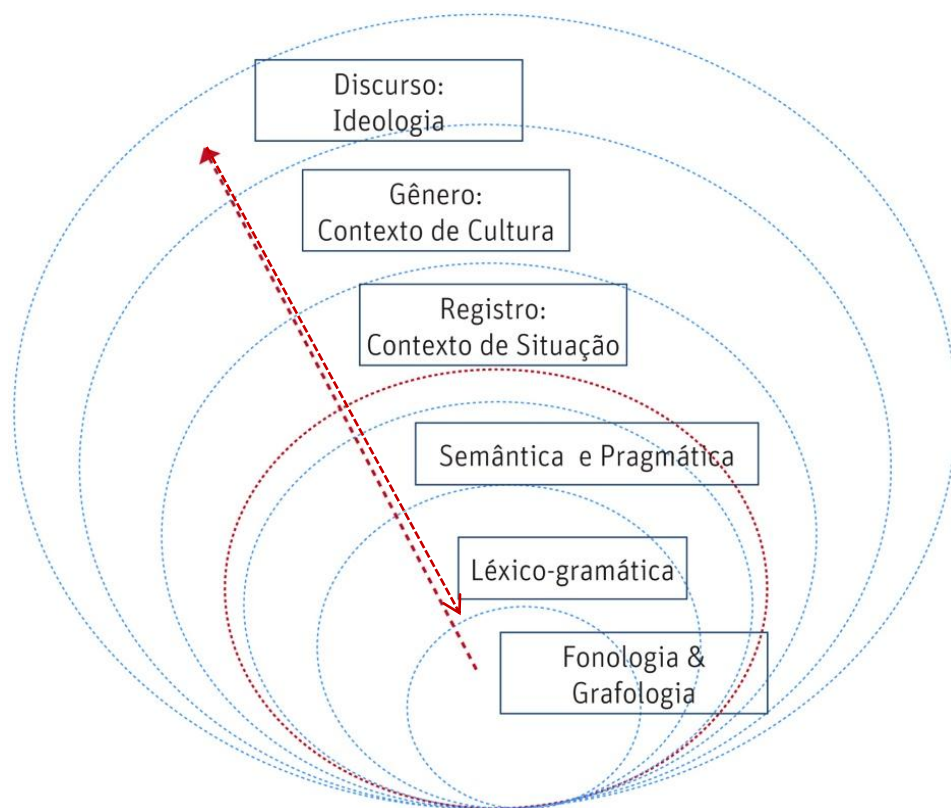 Discurso:
Ideologia
Gênero:
Contexto de Cultura
Registro:
Contexto de Situação
Semântica e Pragmática
Léxico-gramática
Fonologia &
Grafologia